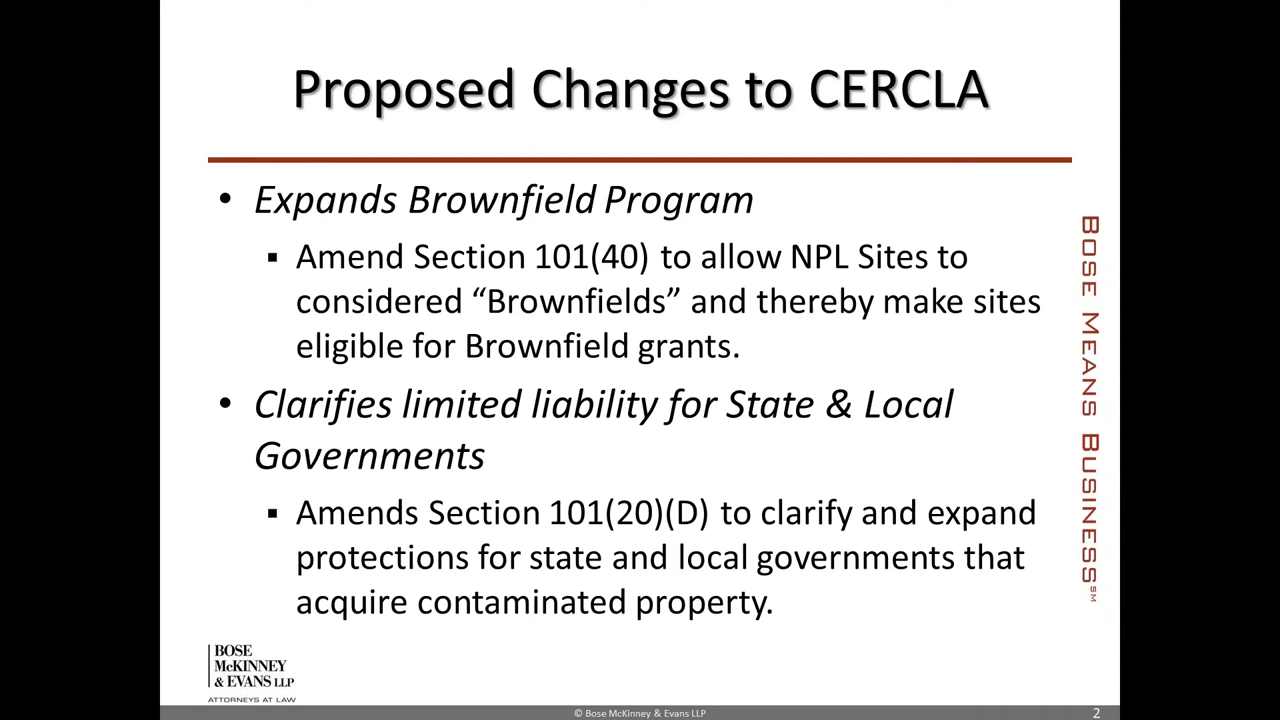 Proposed Changes to CERCLA
• Expands Brownfield Program
▪ Amend Section 101(40) to allow NPL Sites to
considered “Brownfields” and thereby make sites
eligible for Brownfield grants.
• Clarifies limited liability for State & Local
Governments
▪ Amends Section 101(20)(D) to clarify and expand
protections for state and local governments that
acquire contaminated property.
BOSE MEANS BUSINESS℠
BOSE
McKINNEY
& EVANS LLP
ATTORNEYS AT LAW
© Bose McKinney & Evans LLP
2